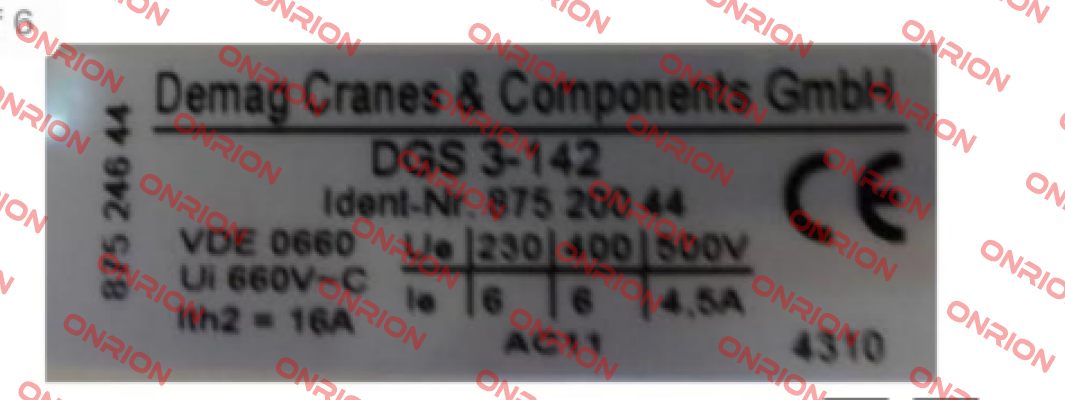 6
Demag Cranes & Components GmbH
DGS 3-142
Ident-Nr. 875 200 44
875 246 44
CE
VDE 0660
Ui 660V~C
Ith2 = 16A
Ue 230 400 500V
Ie 6 6 4,5A
4310
ONRION